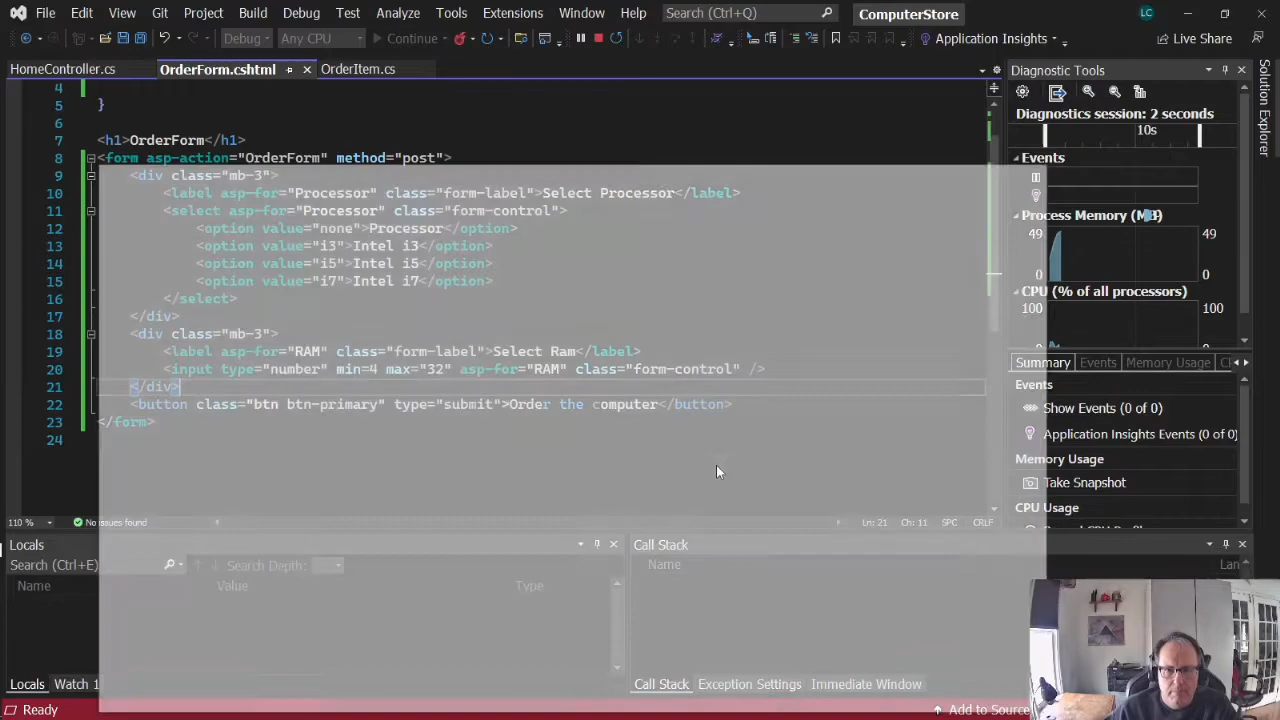 File Edit View Git Project Build Debug Test Analyze Tools Extensions Window Help Search (Ctrl+Q) ComputerStore LC
Debug Any CPU Continue Application Insights Live Share
HomeController.cs OrderForm.cshtml OrderItem.cs Diagnostic Tools
Solution Explorer
Diagnostics session: 2 seconds
10s
Events
Process Memory (MB)
49 49
0 0
CPU (% of all processors)
100 100
Summary Events Memory Usage
Events
Show Events (0 of 0)
Application Insights Events (0 of 0)
Memory Usage
Take Snapshot
CPU Usage
4
5 }
6
7 <h1>OrderForm</h1>
8 <form asp-action="OrderForm" method="post">
9 <div class="mb-3">
10 <label asp-for="Processor" class="form-label">Select Processor</label>
11 <select asp-for="Processor" class="form-control">
12 <option value="none">Processor</option>
13 <option value="i3">Intel i3</option>
14 <option value="i5">Intel i5</option>
15 <option value="i7">Intel i7</option>
16 </select>
17 </div>
18 <div class="mb-3">
19 <label asp-for="RAM" class="form-label">Select Ram</label>
20 <input type="number" min=4 max="32" asp-for="RAM" class="form-control" />
21 </div>
22 <button class="btn btn-primary" type="submit">Order the computer</button>
23 </form>
24
110 % No issues found Ln: 21 Ch: 11 SPC CRLF
Locals
Search (Ctrl+E) Search Depth:
Name Value Type
Locals Watch 1
Call Stack
Name Lan
Call Stack Exception Settings Immediate Window
Ready Add to Source